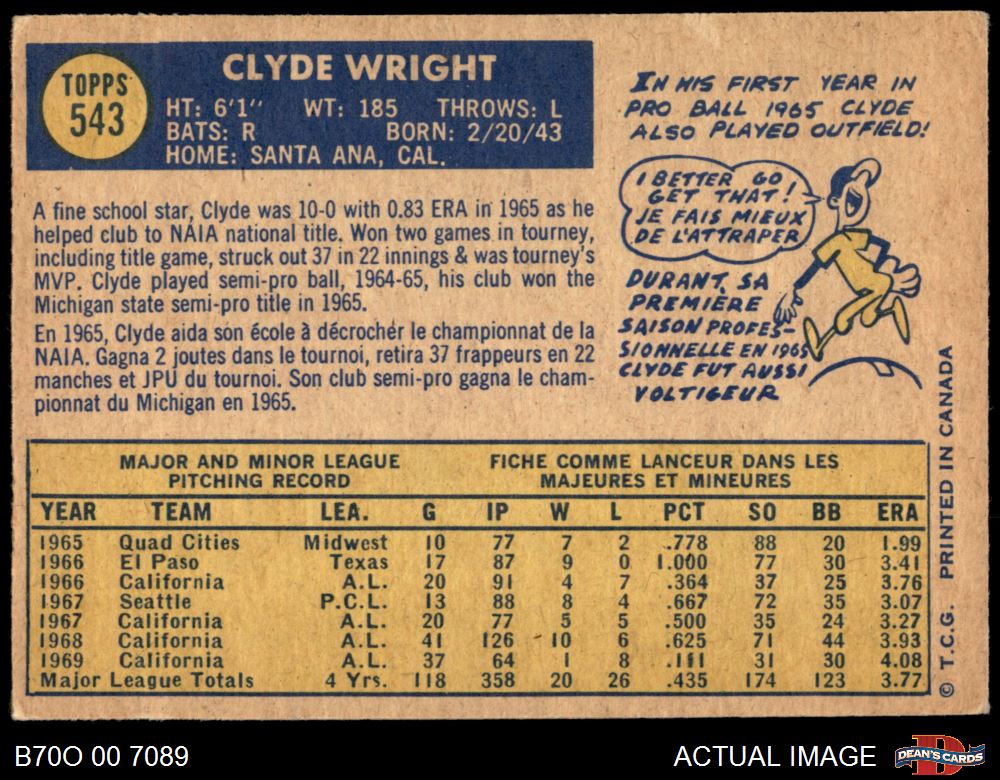 TOPPS
543
CLYDE WRIGHT
HT: 6'1" WT: 185 THROWS: L
BATS: R BORN: 2/20/43
HOME: SANTA ANA, CAL.
A fine school star, Clyde was 10-0 with 0.83 ERA in 1965 as he
helped club to NAIA national title. Won two games in tourney,
including title game, struck out 37 in 22 innings & was tourney's
MVP. Clyde played semi-pro ball, 1964-65, his club won the
Michigan state semi-pro title in 1965.
En 1965, Clyde aida son école à décrocher le championnat de la
NAIA. Gagna 2 joutes dans le tournoi, retira 37 frappeurs en 22
manches et JPU du tournoi. Son club semi-pro gagna le cham-
pionnat du Michigan en 1965.
IN HIS FIRST YEAR IN
PRO BALL 1965 CLYDE
ALSO PLAYED OUTFIELD!
I BETTER GO
GET THAT!
JE FAIS MIEUX
DE L'ATTRAPER
DURANT SA
PREMIÈRE
SAISON PROFES-
SIONNELLE EN 1965
CLYDE FUT AUSSI
VOLTIGEUR
MAJOR AND MINOR LEAGUE
PITCHING RECORD
FICHE COMME LANCEUR DANS LES
MAJEURES ET MINEURES
YEAR TEAM LEA. G IP W L PCT SO BB ERA
1965 Quad Cities Midwest 10 77 7 2 .778 88 20 1.99
1966 El Paso Texas 17 87 9 0 1.000 77 30 3.41
1966 California A.L. 20 91 4 7 .364 37 25 3.76
1967 Seattle P.C.L. 13 88 8 4 .667 72 35 3.07
1967 California A.L. 20 77 5 5 .500 35 24 3.27
1968 California A.L. 41 126 10 6 .625 71 44 3.93
1969 California A.L. 37 64 1 8 .111 31 30 4.08
Major League Totals 4 Yrs. 118 358 20 26 .435 174 123 3.77
© T.C.G. PRINTED IN CANADA
B70O 00 7089
ACTUAL IMAGE
DEAN'S CARDS